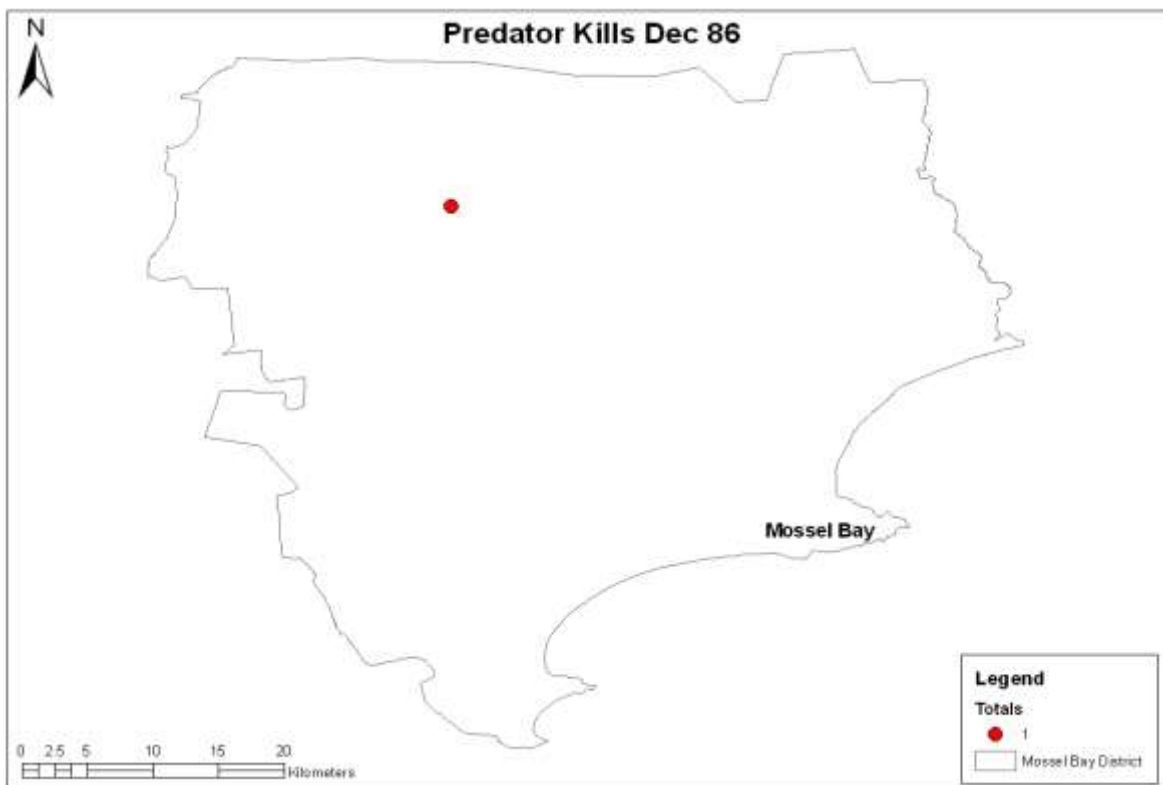 Predator Kills Dec 86
N
Mossel Bay
Legend
Totals
1
Mossel Bay District
0 2.5 5 10 15 20
Kilometers